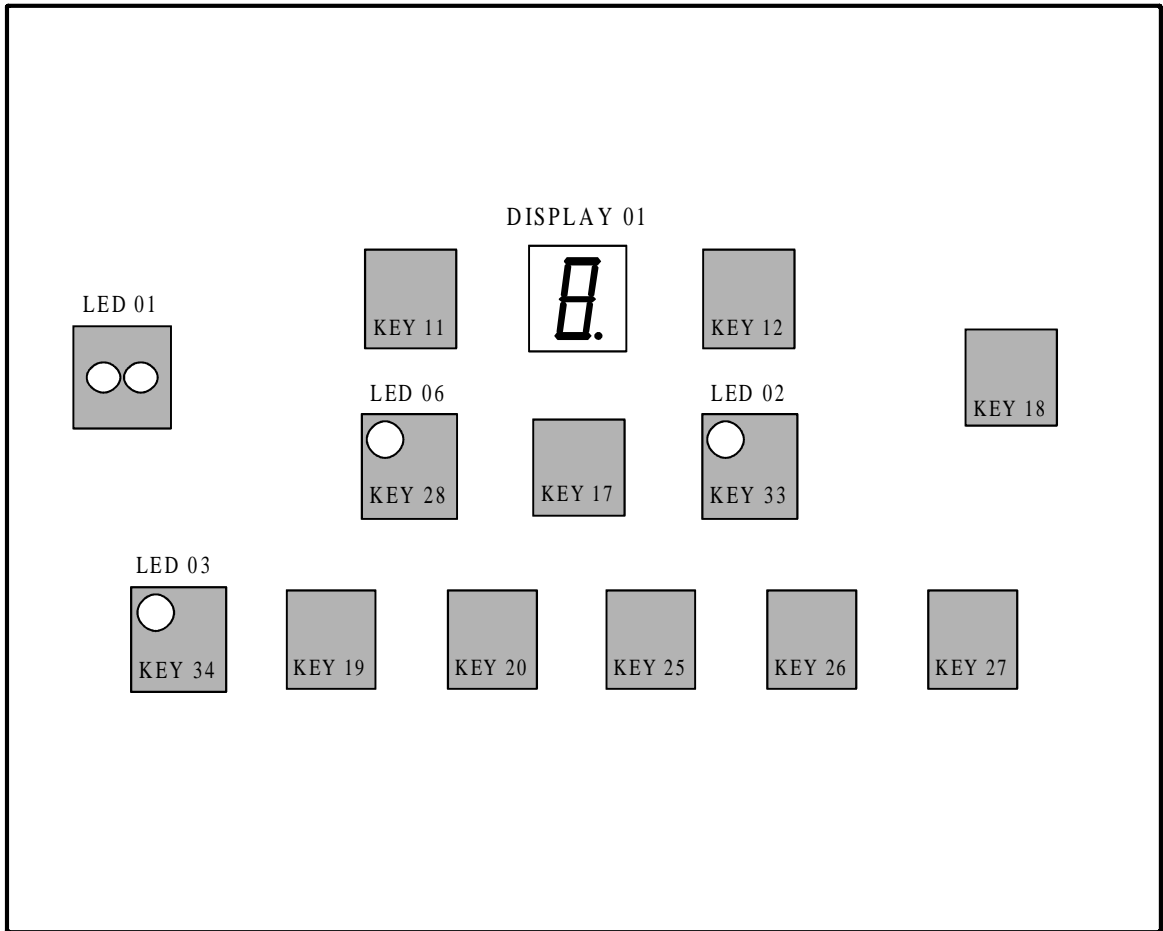 DISPLAY 01
8.
KEY 11
KEY 12
LED 01
KEY 18
LED 06
LED 02
KEY 28
KEY 17
KEY 33
LED 03
KEY 34
KEY 19
KEY 20
KEY 25
KEY 26
KEY 27